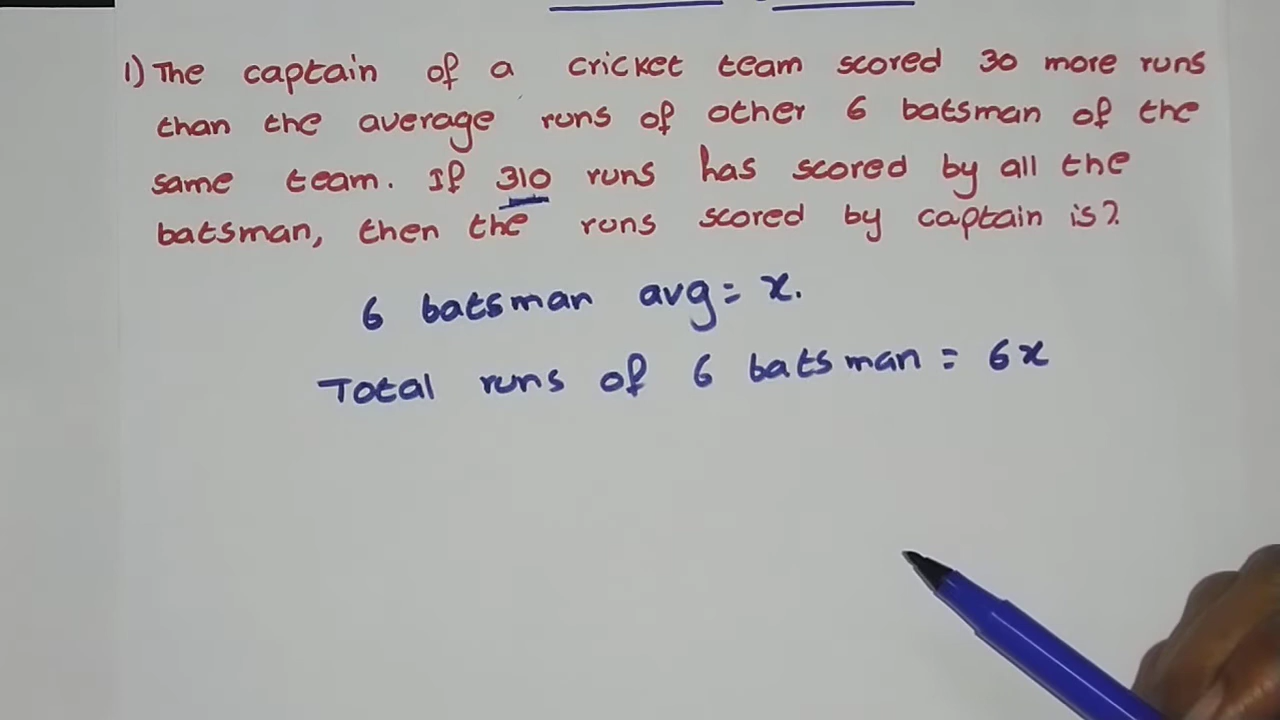 1) The captain of a cricket team scored 30 more runs
than the average runs of other 6 batsman of the
same team. If 310 runs has scored by all the
batsman, then the runs scored by captain is?
6 batsman avg = x.
Total runs of 6 batsman = 6x